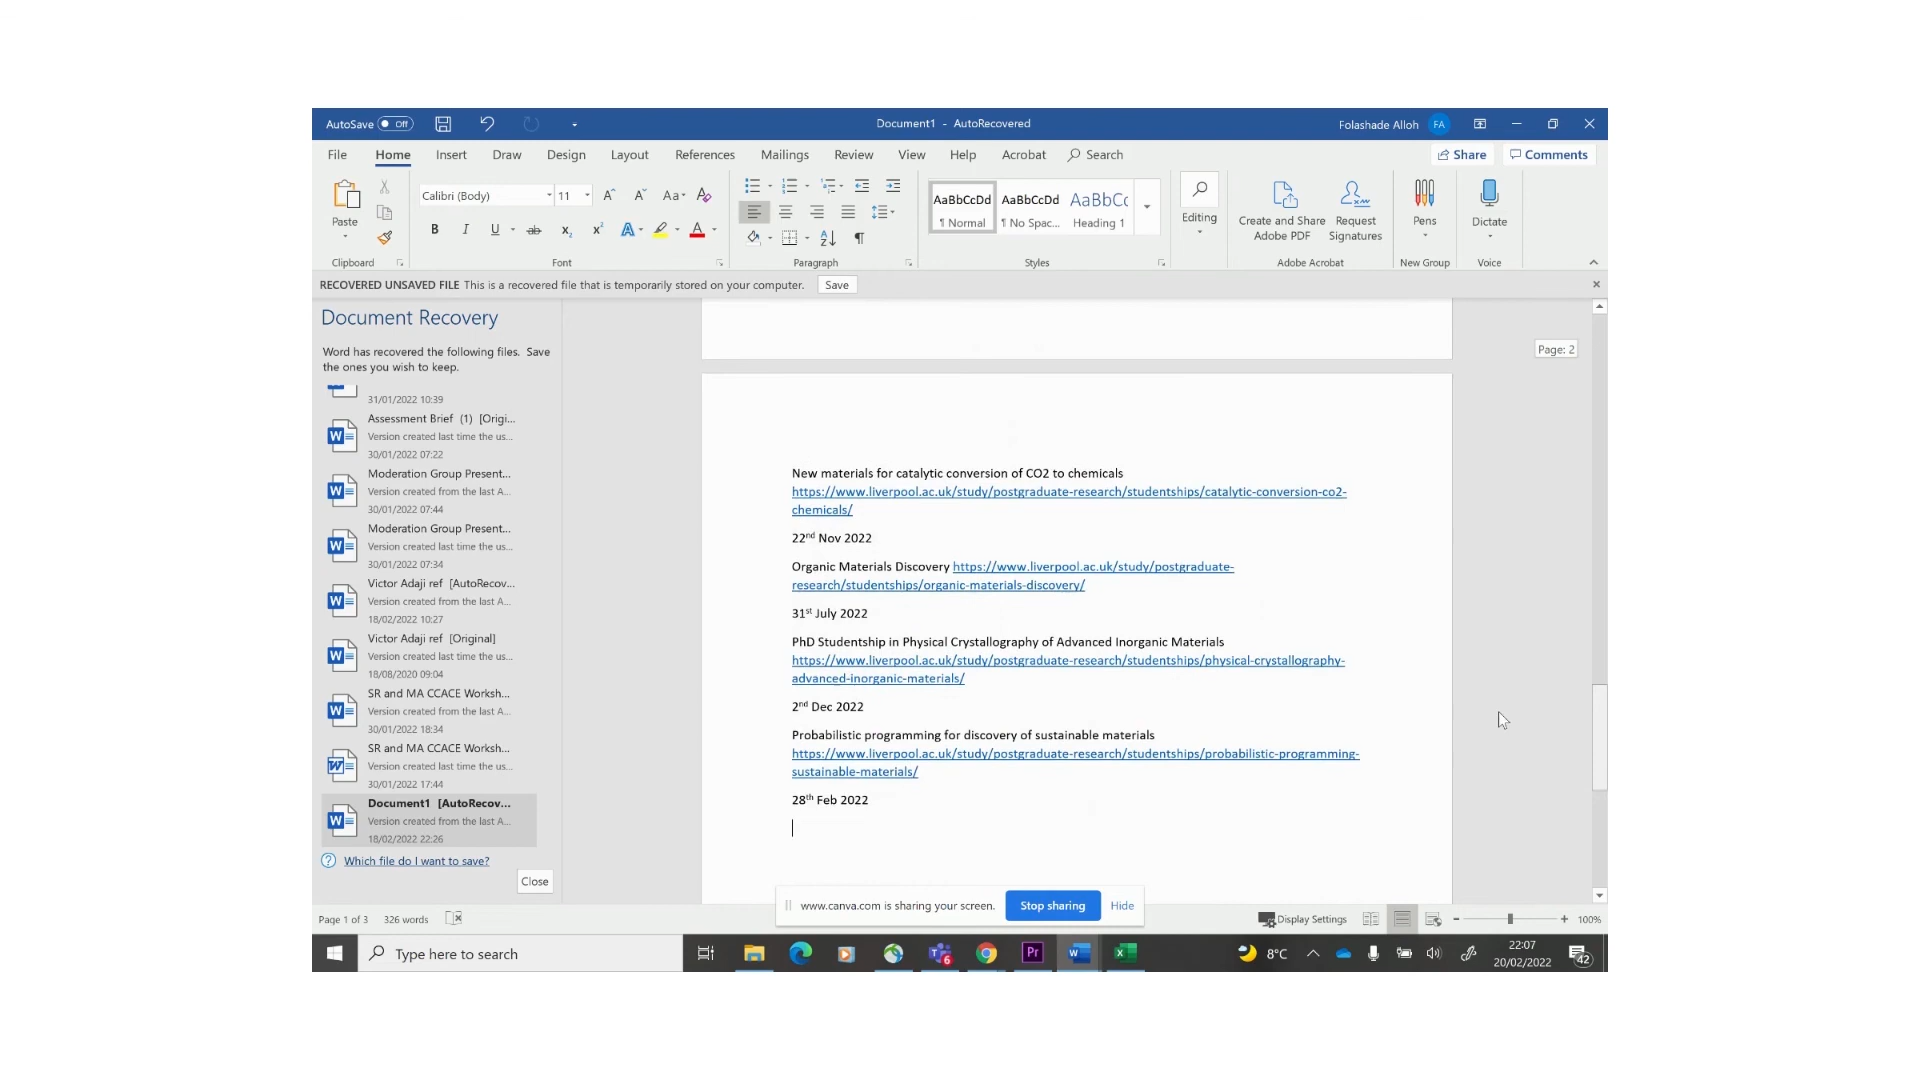 AutoSave Off
Document1 - AutoRecovered
Folashade Alloh FA
File Home Insert Draw Design Layout References Mailings Review View Help Acrobat Search
Share Comments
Paste
Calibri (Body) 11
AaBbCcDd AaBbCcDd AaBbCc
¶ Normal ¶ No Spac... Heading 1
Editing
Create and Share Adobe PDF
Request Signatures
Pens
Dictate
Clipboard Font Paragraph Styles Adobe Acrobat New Group Voice
RECOVERED UNSAVED FILE This is a recovered file that is temporarily stored on your computer. Save
Document Recovery
Word has recovered the following files. Save
the ones you wish to keep.
31/01/2022 10:39
Assessment Brief (1) [Origi...
Version created last time the us...
30/01/2022 07:22
Moderation Group Present...
Version created from the last A...
30/01/2022 07:44
Moderation Group Present...
Version created last time the us...
30/01/2022 07:34
Victor Adaji ref [AutoRecov...
Version created from the last A...
18/02/2022 10:27
Victor Adaji ref [Original]
Version created last time the us...
18/08/2020 09:04
SR and MA CCACE Worksh...
Version created from the last A...
30/01/2022 18:34
SR and MA CCACE Worksh...
Version created last time the us...
30/01/2022 17:44
Document1 [AutoRecov...
Version created from the last A...
18/02/2022 22:26
Which file do I want to save?
Close
Page: 2
New materials for catalytic conversion of CO2 to chemicals
https://www.liverpool.ac.uk/study/postgraduate-research/studentships/catalytic-conversion-co2-
chemicals/
22nd Nov 2022
Organic Materials Discovery https://www.liverpool.ac.uk/study/postgraduate-
research/studentships/organic-materials-discovery/
31st July 2022
PhD Studentship in Physical Crystallography of Advanced Inorganic Materials
https://www.liverpool.ac.uk/study/postgraduate-research/studentships/physical-crystallography-
advanced-inorganic-materials/
2nd Dec 2022
Probabilistic programming for discovery of sustainable materials
https://www.liverpool.ac.uk/study/postgraduate-research/studentships/probabilistic-programming-
sustainable-materials/
28th Feb 2022
www.canva.com is sharing your screen. Stop sharing Hide
Page 1 of 3 326 words
Display Settings
100%
Type here to search
8°C
22:07
20/02/2022
42